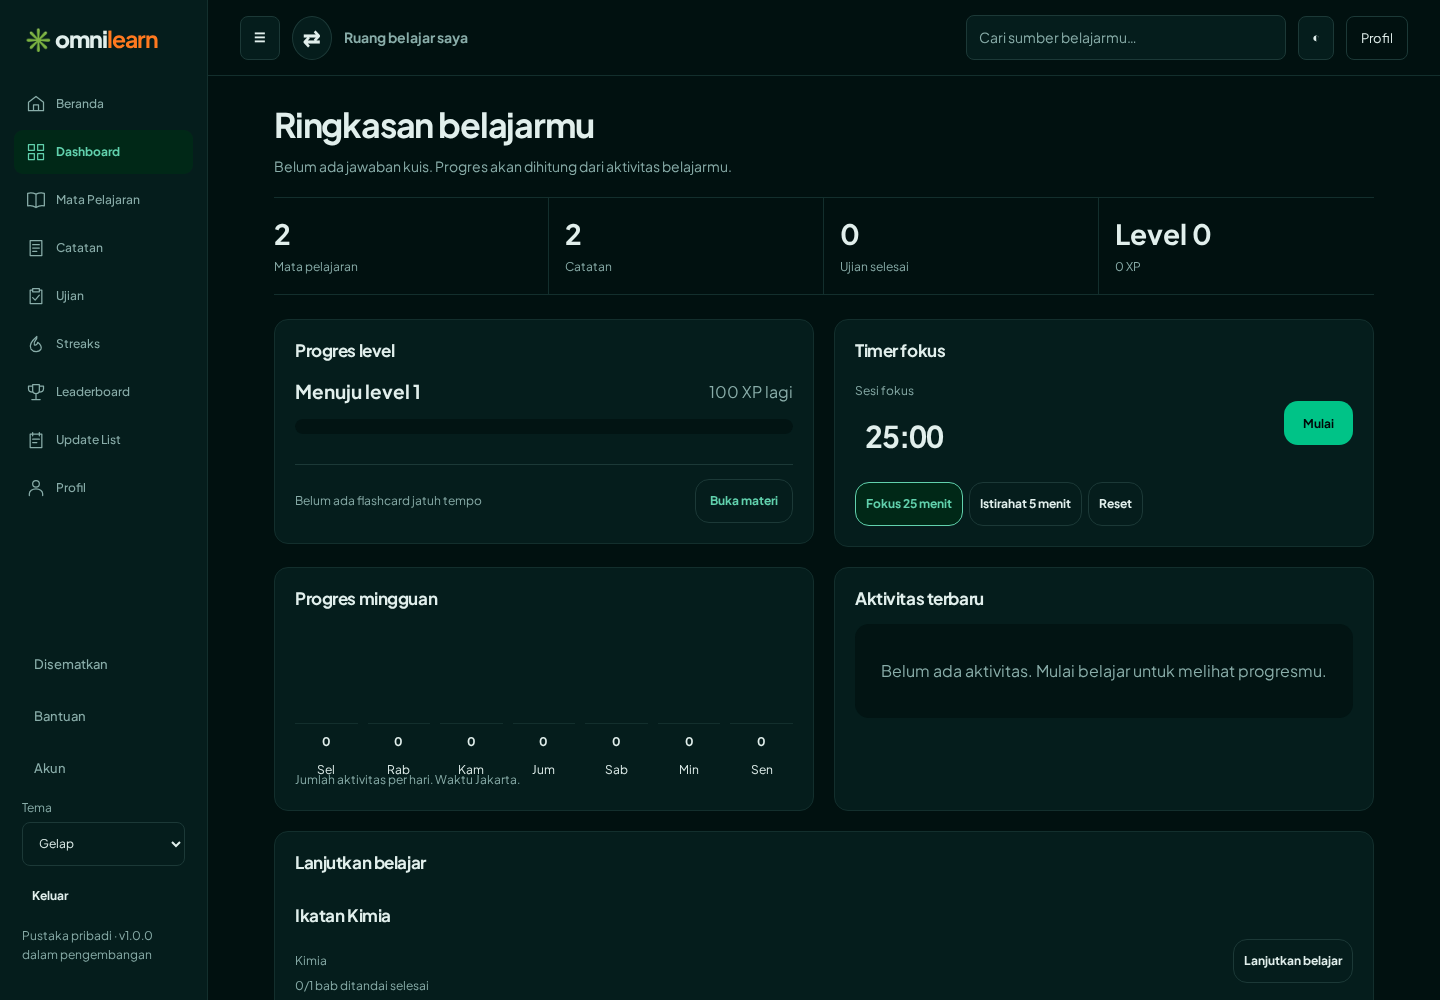 omnilearn
Beranda
Dashboard
Mata Pelajaran
Catatan
Ujian
Streaks
Leaderboard
Update List
Profil
Disematkan
Bantuan
Akun
Tema
Gelap
Keluar
Pustaka pribadi · v1.0.0
dalam pengembangan
Ruang belajar saya
Cari sumber belajarmu...
Profil
Ringkasan belajarmu
Belum ada jawaban kuis. Progres akan dihitung dari aktivitas belajarmu.
2
Mata pelajaran
2
Catatan
0
Ujian selesai
Level 0
0 XP
Progres level
Menuju level 1
100 XP lagi
Belum ada flashcard jatuh tempo
Buka materi
Timer fokus
Sesi fokus
25:00
Mulai
Fokus 25 menit
Istirahat 5 menit
Reset
Progres mingguan
0 0 0 0 0 0 0
Sel Rab Kam Jum Sab Min Sen
Jumlah aktivitas per hari. Waktu Jakarta.
Aktivitas terbaru
Belum ada aktivitas. Mulai belajar untuk melihat progresmu.
Lanjutkan belajar
Ikatan Kimia
Kimia
0/1 bab ditandai selesai
Lanjutkan belajar